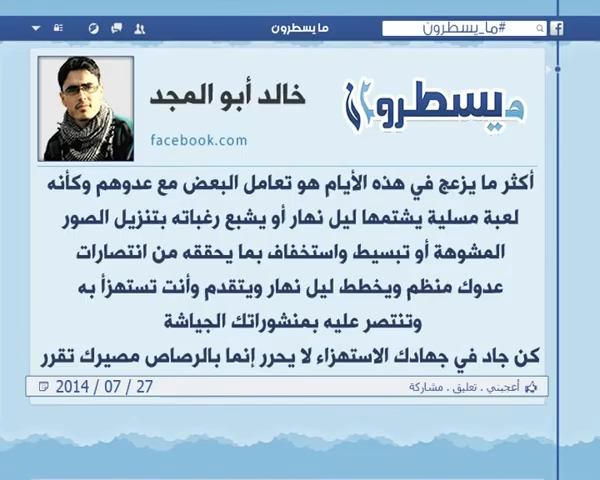 #ما_يسطرون
ما يسطرون
ما يسطرون
خالد أبو المجد
facebook.com
أكثر ما يزعج في هذه الأيام هو تعامل البعض مع عدوهم وكأنه
لعبة مسلية يشتمها ليل نهار أو يشبع رغباته بتنزيل الصور
المشوهة أو تبسيط واستخفاف بما يحققه من انتصارات
عدوك منظم ويخطط ليل نهار ويتقدم وأنت تستهزأ به
وتنتصر عليه بمنشوراتك الجياشة
كن جاد في جهادك الاستهزاء لا يحرر إنما بالرصاص مصيرك تقرر
أعجبني . تعليق . مشاركة
2014 / 07 / 27